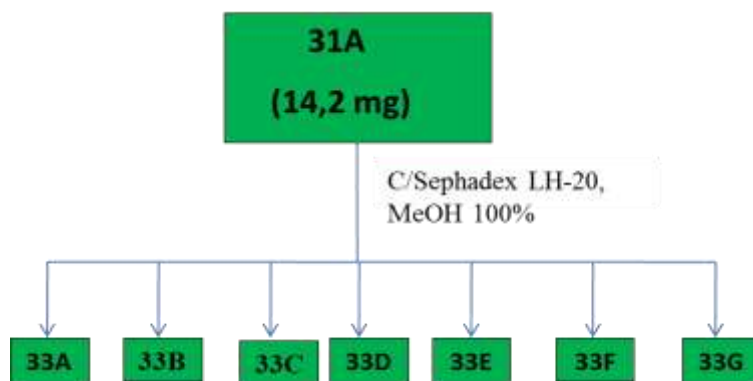 31A
(14,2 mg)
C/Sephadex LH-20,
MeOH 100%
33A 33B 33C 33D 33E 33F 33G